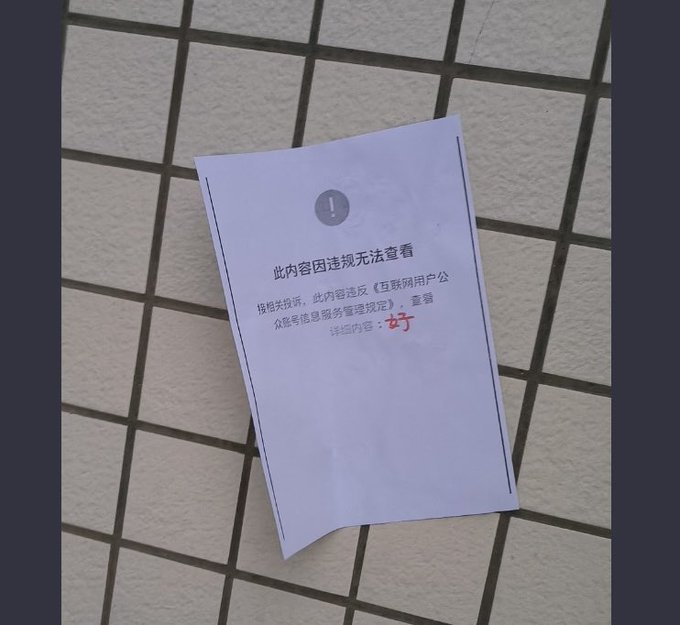 !
此内容因违规无法查看
接相关投诉，此内容违反《互联网用户公
众账号信息服务管理规定》，查看
详细内容：好